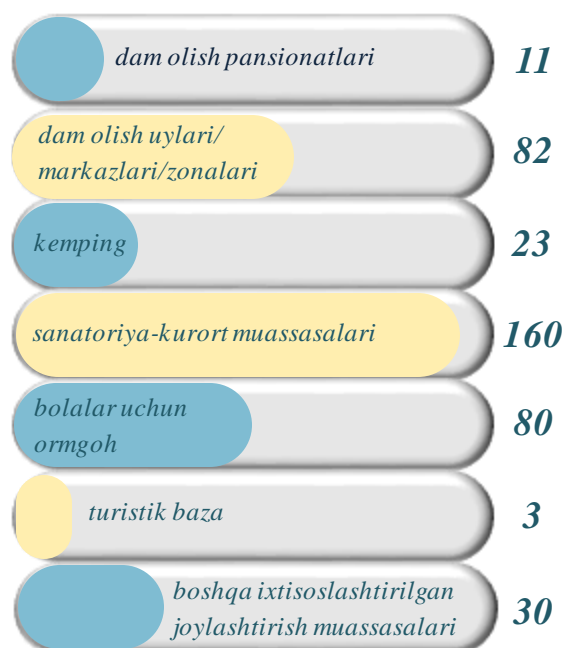 dam olish pansionatlari
11
dam olish uylari/
markazlari/zonalari
82
kemping
23
sanatoriya-kurort muassasalari
160
bolalar uchun
ormgoh
80
turistik baza
3
boshqa ixtisoslashtirilgan
joylashtirish muassasalari
30